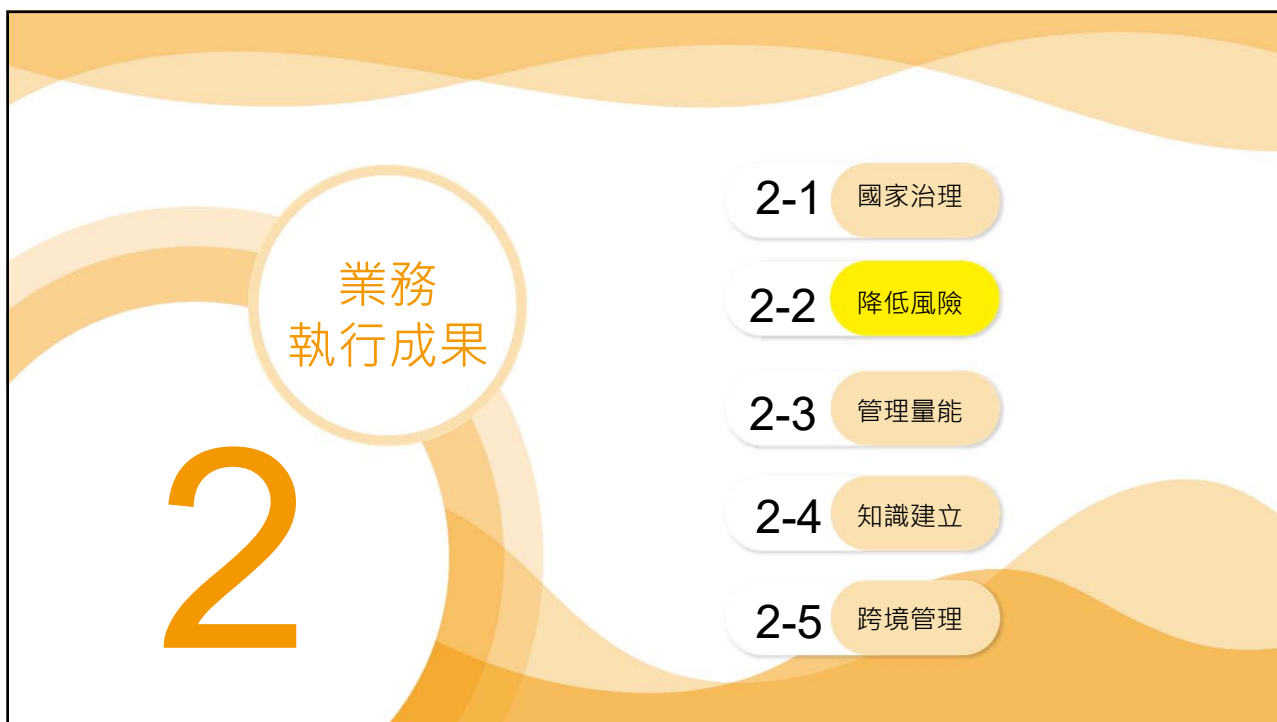 業務
執行成果
2
2-1 國家治理
2-2 降低風險
2-3 管理量能
2-4 知識建立
2-5 跨境管理